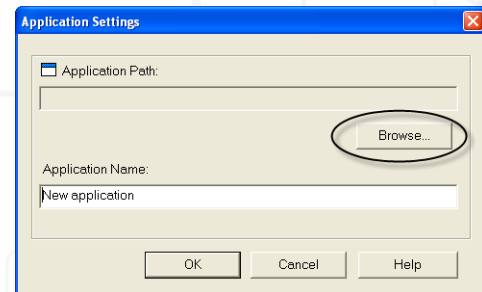 Application Settings
Application Path:
Browse...
Application Name:
New application
OK Cancel Help